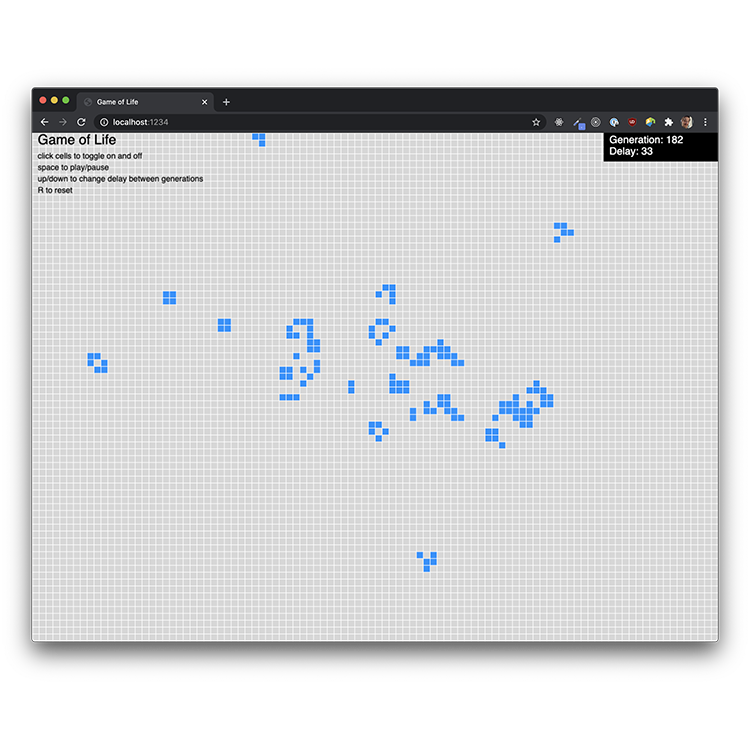 Game of Life
localhost:1234
Game of Life
click cells to toggle on and off
space to play/pause
up/down to change delay between generations
R to reset
Generation: 182
Delay: 33